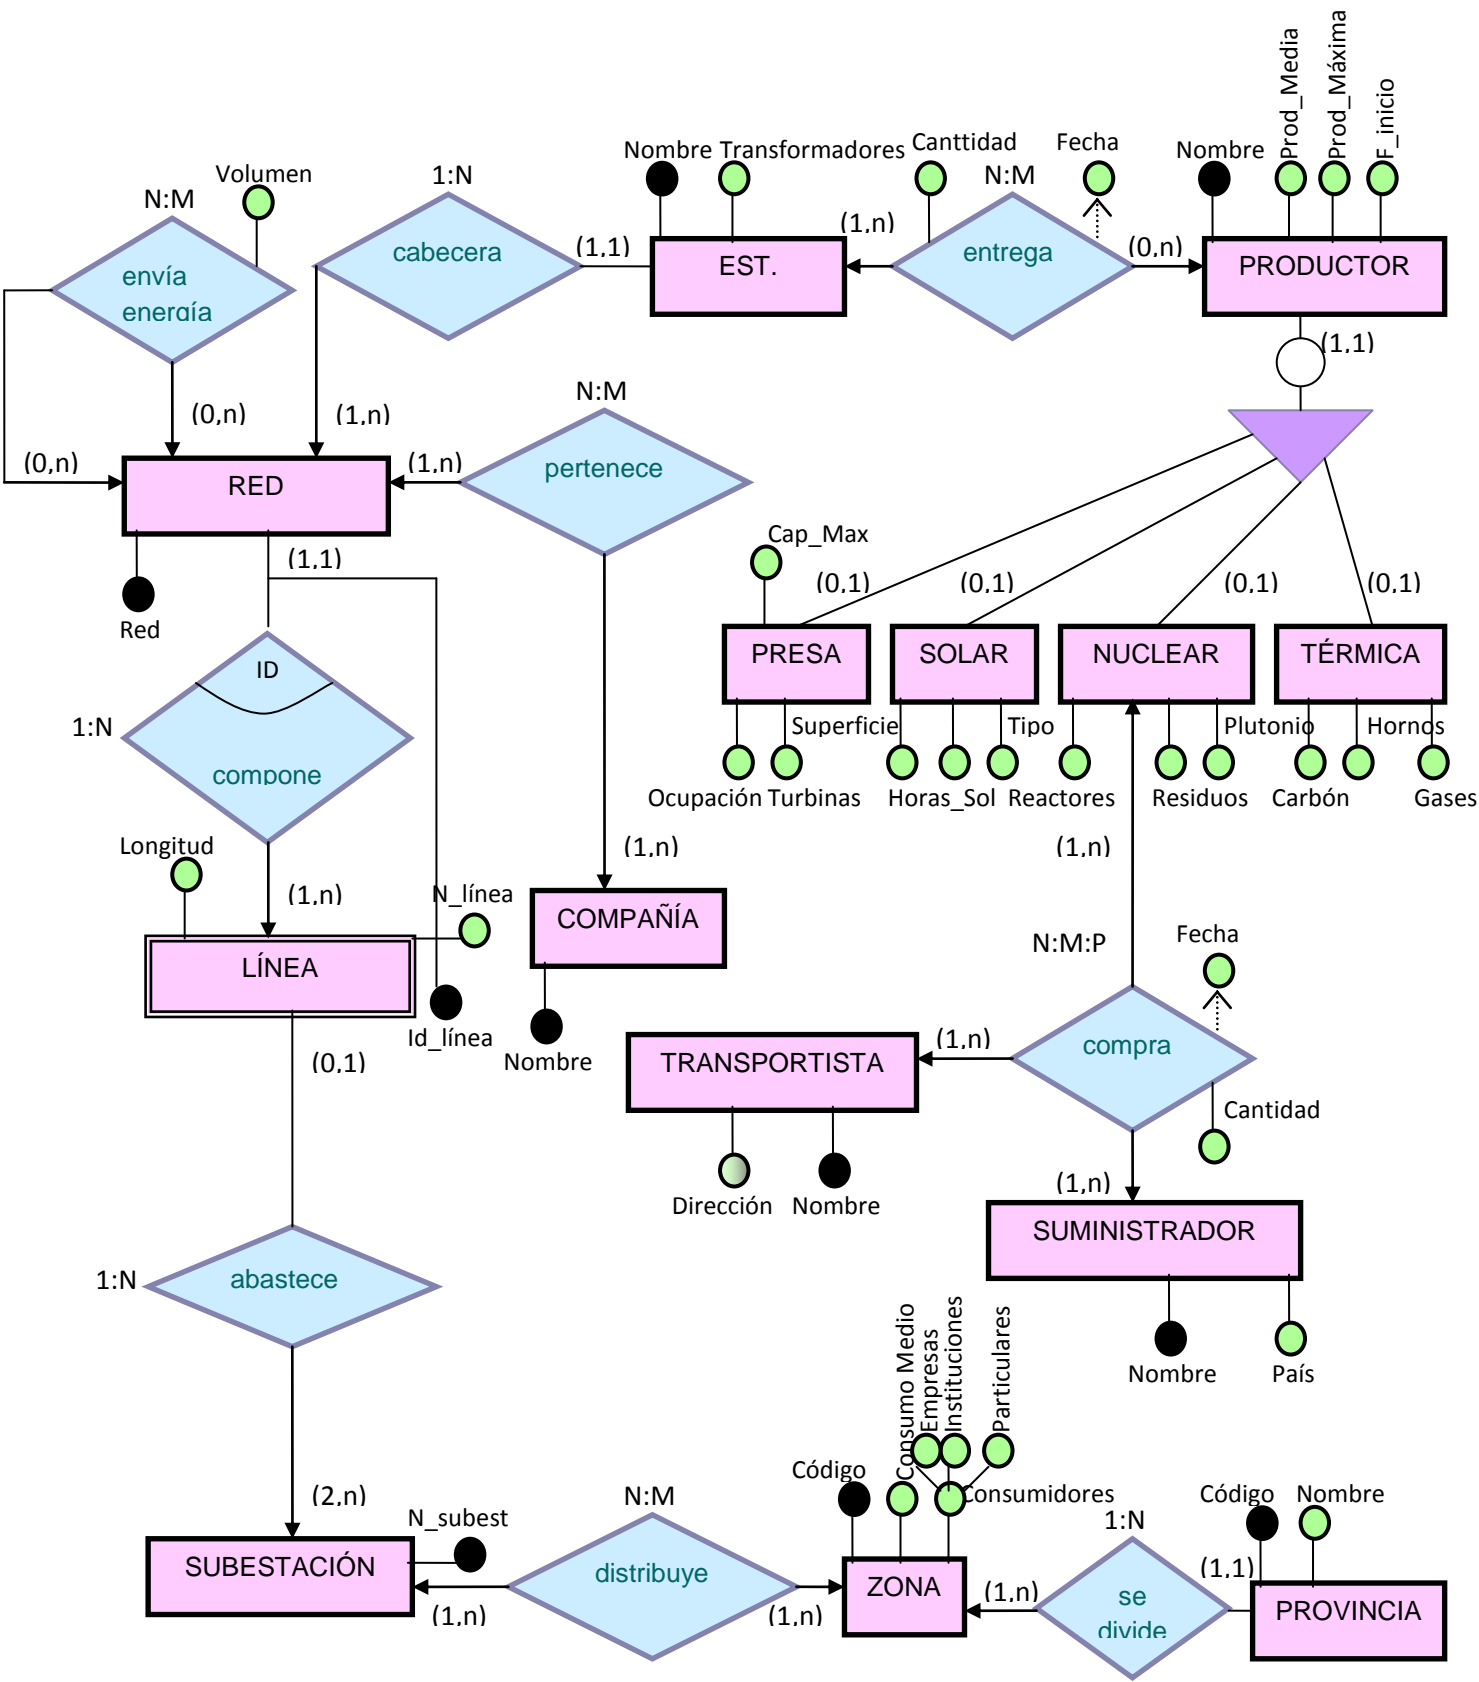 Prod_Media
Prod_Máxima
F_inicio
Nombre
Transformadores
Canttidad
Fecha
Nombre
Volumen
N:M
1:N
N:M
cabecera
(1,1)
EST.
(1,n)
entrega
(0,n)
PRODUCTOR
envía
energía
(1,1)
N:M
(0,n)
(1,n)
(0,n)
RED
(1,n)
pertenece
Cap_Max
(1,1)
(0,1)
(0,1)
(0,1)
(0,1)
Red
PRESA
SOLAR
NUCLEAR
TÉRMICA
ID
1:N
compone
Superficie
Tipo
Plutonio
Hornos
Ocupación
Turbinas
Horas_Sol
Reactores
Residuos
Carbón
Gases
Longitud
(1,n)
(1,n)
(1,n)
N_línea
COMPAÑÍA
LÍNEA
N:M:P
Fecha
Id_línea
Nombre
(0,1)
TRANSPORTISTA
(1,n)
compra
Cantidad
Dirección
Nombre
(1,n)
SUMINISTRADOR
1:N
abastece
Nombre
País
Consumo Medio
Empresas
Instituciones
Particulares
(2,n)
N_subest
N:M
Código
Consumidores
1:N
Código
Nombre
SUBESTACIÓN
(1,n)
distribuye
(1,n)
ZONA
(1,n)
se
divide
(1,1)
PROVINCIA